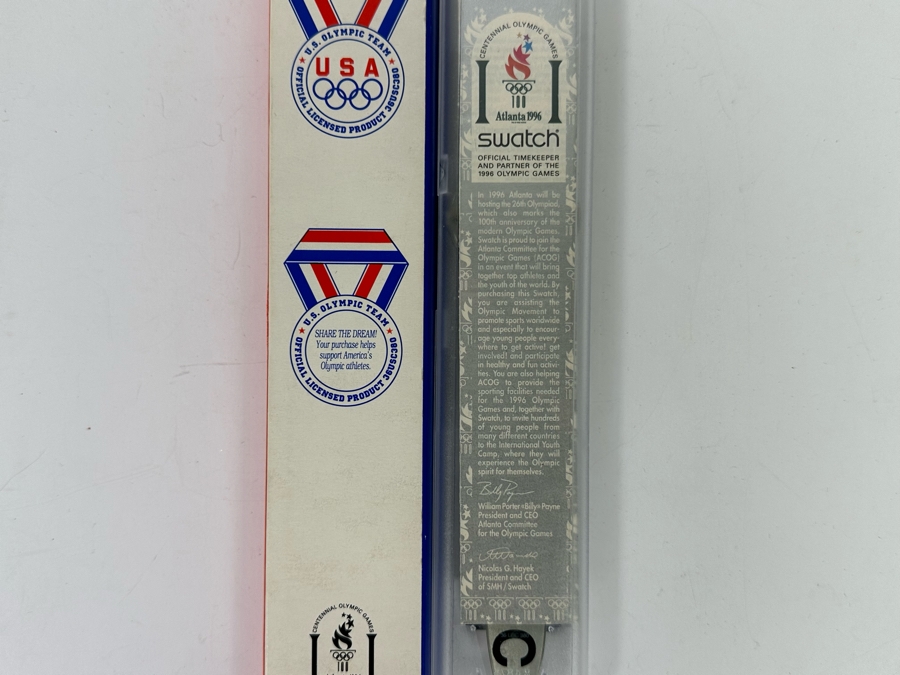 U.S. OLYMPIC TEAM
USA
OFFICIAL LICENSED PRODUCT 36USC380
U.S. OLYMPIC TEAM
SHARE THE DREAM!
Your purchase helps
support America's
Olympic athletes.
OFFICIAL LICENSED PRODUCT 36USC380
CENTENNIAL OLYMPIC GAMES
CENTENNIAL OLYMPIC GAMES
Atlanta 1996
swatch
OFFICIAL TIMEKEEPER
AND PARTNER OF THE
1996 OLYMPIC GAMES
In 1996 Atlanta will be
hosting the 26th Olympiad,
which also marks the
100th anniversary of the
modern Olympic Games.
Swatch is proud to join the
Atlanta Committee for the
Olympic Games (ACOG)
in an event that will bring
together top athletes and
the youth of the world. By
purchasing this Swatch,
you are assisting the
Olympic Movement to
promote sports worldwide
and especially to encour-
age young people every-
where to get active! get
involved! and participate
in healthy and fun activi-
ties. You are also helping
ACOG to provide the
sporting facilities needed
for the 1996 Olympic
Games and, together with
Swatch, to invite hundreds
of young people from
many different countries
to the International Youth
Camp, where they will
experience the Olympic
spirit for themselves.
Billy Payne
William Porter «Billy» Payne
President and CEO
Atlanta Committee
for the Olympic Games
Nicolas G. Hayek
President and CEO
of SMH/Swatch